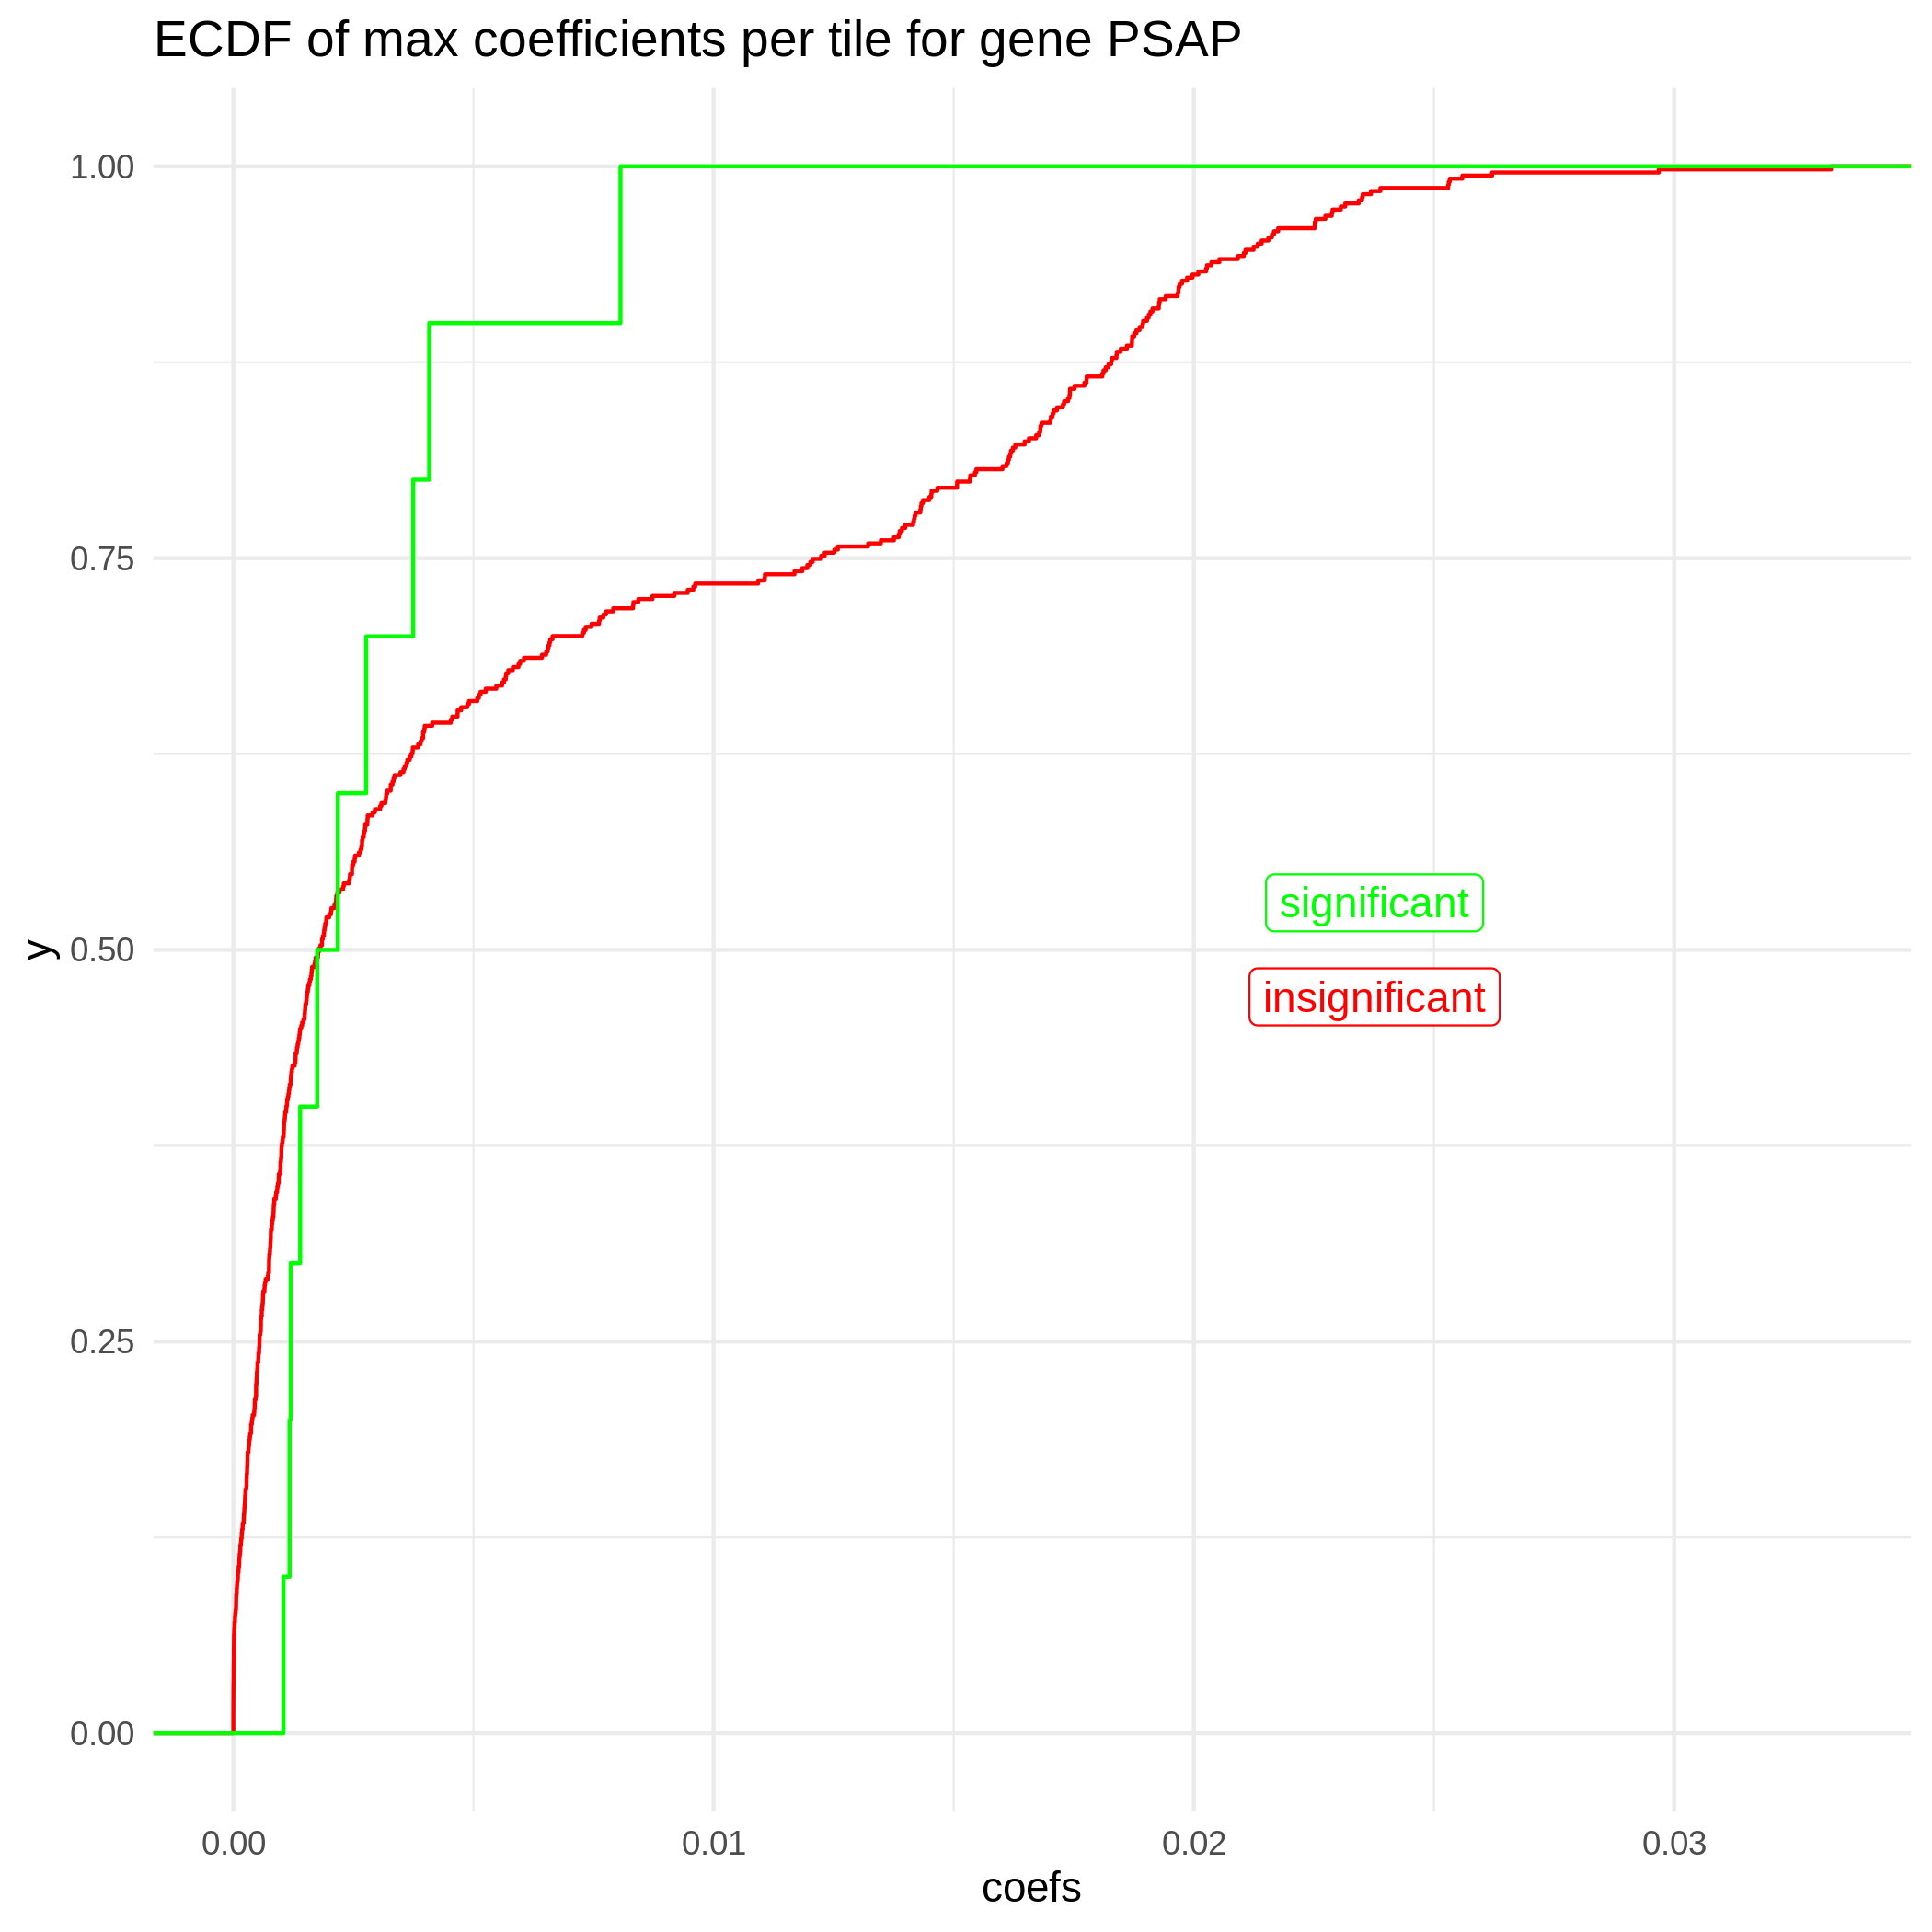 ECDF of max coefficients per tile for gene PSAP
1.00
0.75
0.50
0.25
0.00
y
significant
insignificant
0.00
0.01
0.02
0.03
coefs